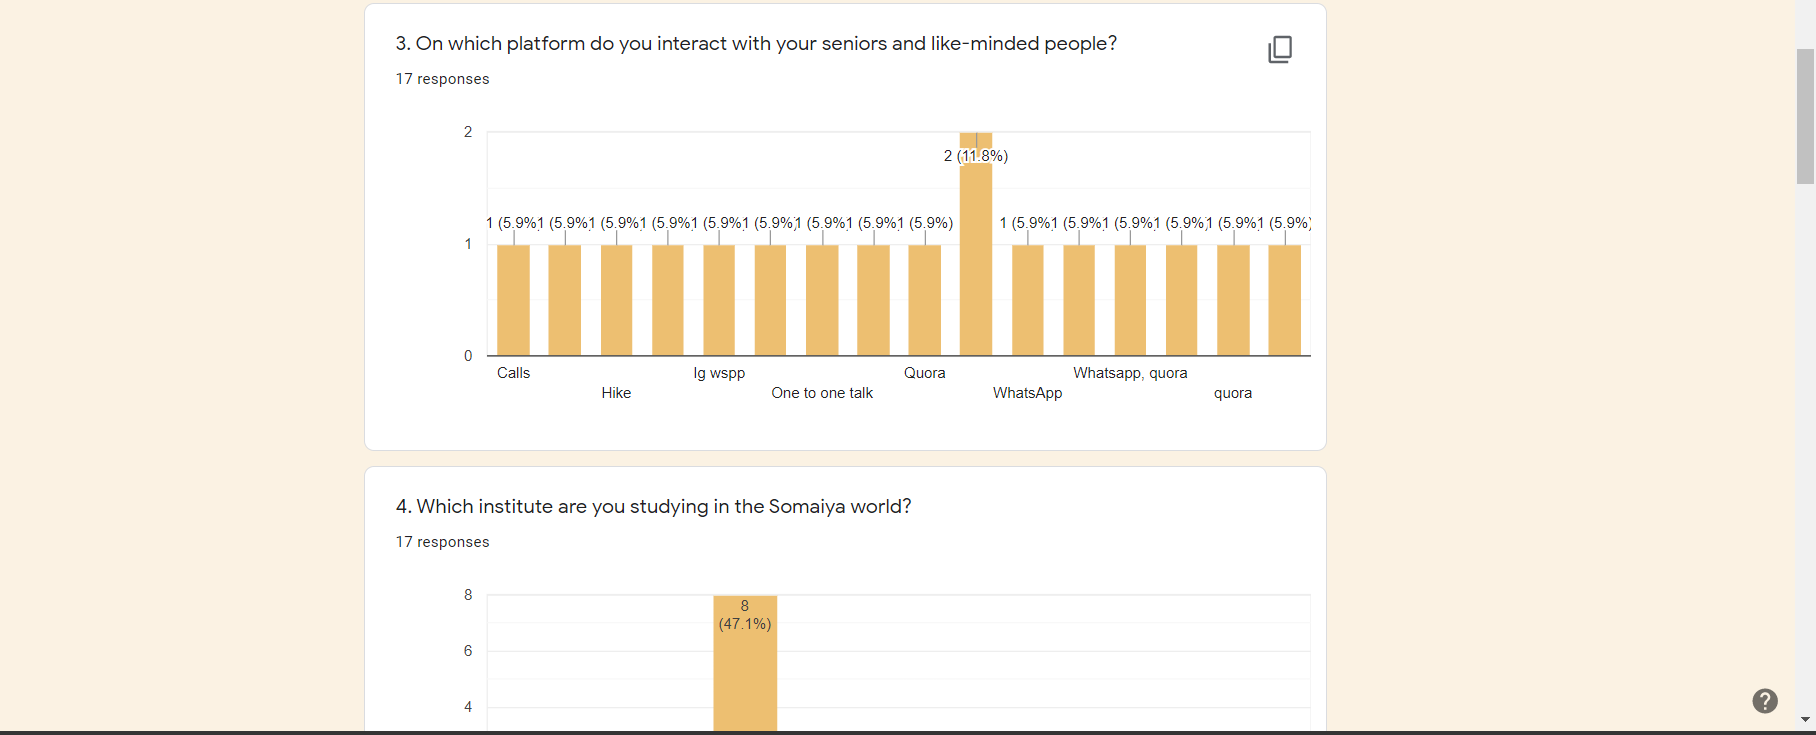 3. On which platform do you interact with your seniors and like-minded people?
17 responses
2
2 (11.8%)
1 (5.9%1 (5.9%1 (5.9%1 (5.9%1 (5.9%1 (5.9%)1 (5.9%1 (5.9%1 (5.9%) 1 (5.9%1 (5.9%1 (5.9%1 (5.9%)1 (5.9%1 (5.9%)
1
0
Calls Ig wspp Quora Whatsapp, quora
Hike One to one talk WhatsApp quora
4. Which institute are you studying in the Somaiya world?
17 responses
8
8
(47.1%)
6
4
?